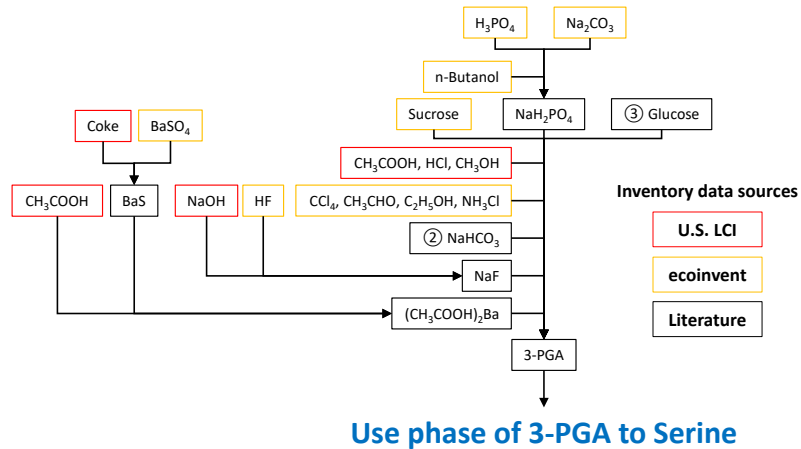 H₃PO₄
Na₂CO₃
n-Butanol
Sucrose
NaH₂PO₄
③ Glucose
Coke
BaSO₄
CH₃COOH, HCl, CH₃OH
CH₃COOH
BaS
NaOH
HF
CCl₄, CH₃CHO, C₂H₅OH, NH₃Cl
② NaHCO₃
NaF
(CH₃COOH)₂Ba
3-PGA
Inventory data sources
U.S. LCI
ecoinvent
Literature
Use phase of 3-PGA to Serine